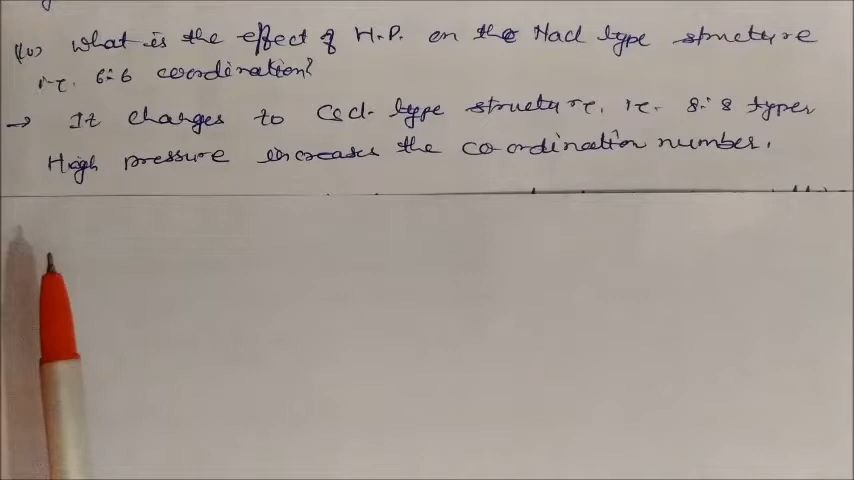 (10) What is the effect of H.P. on the Nacl type structure
i.e. 6:6 coordination?
→ It changes to Cscl. type structure. i.e. 8:8 types
High pressure increases the co-ordination number.